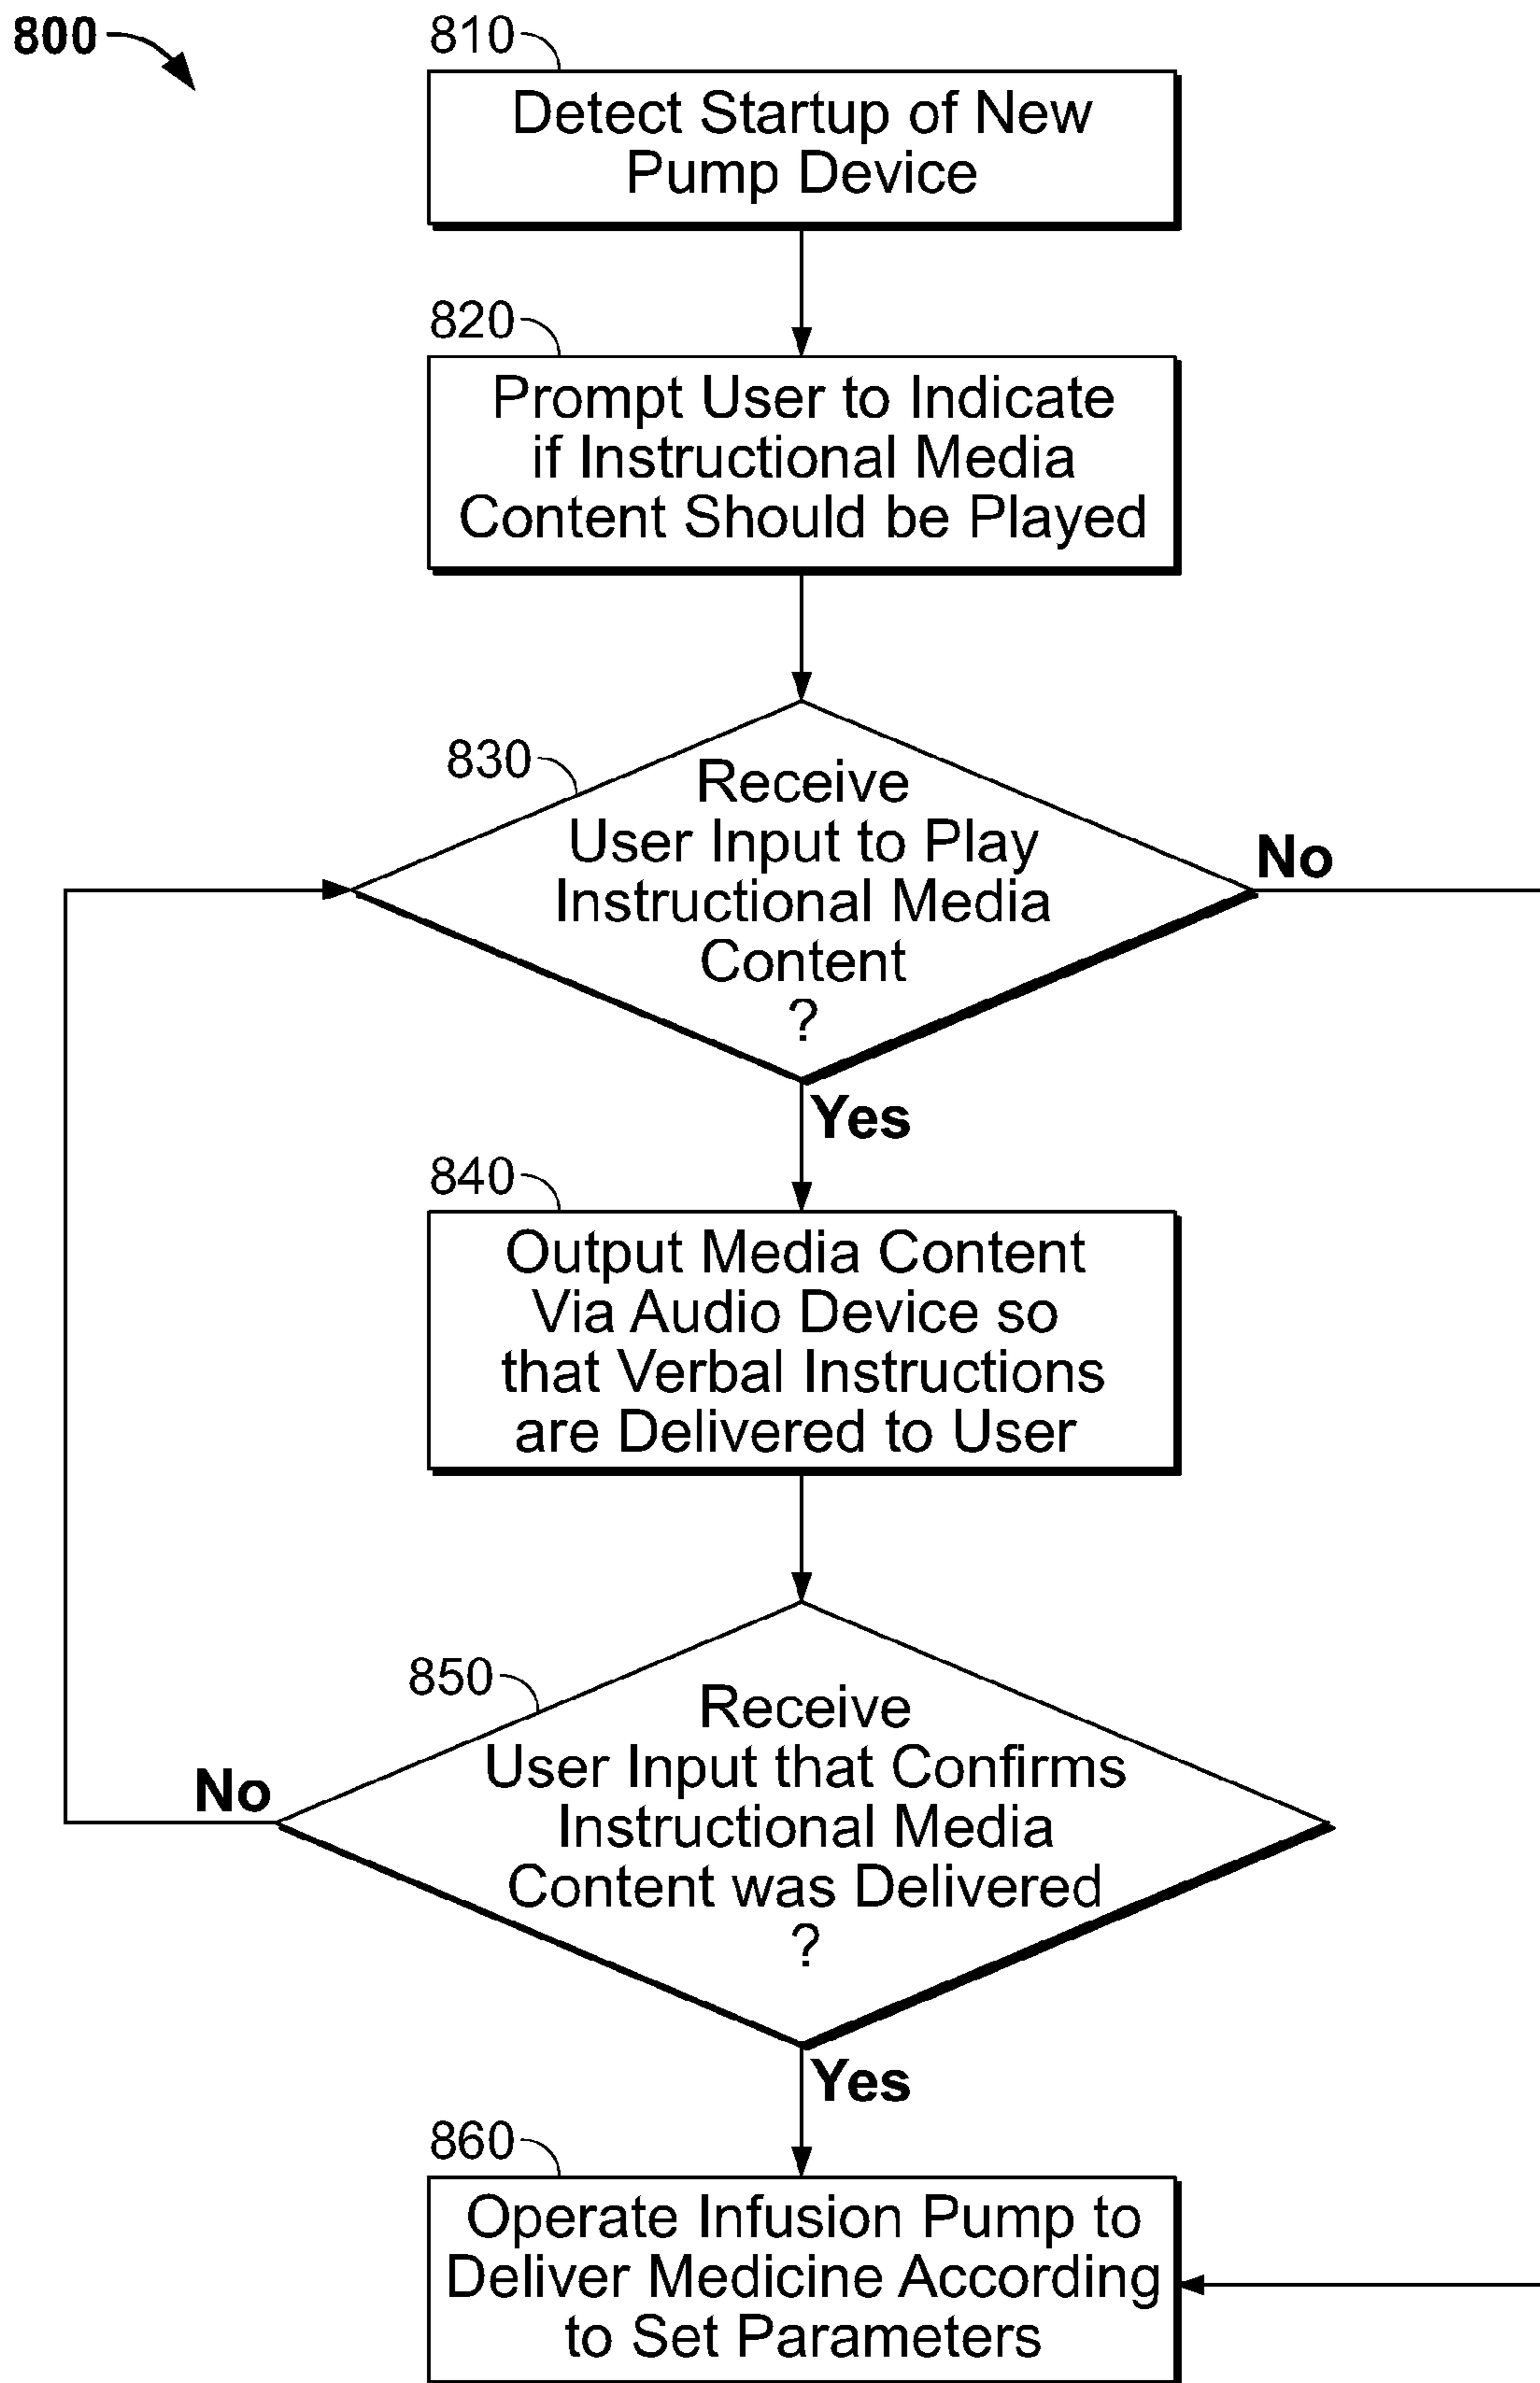 800
810
Detect Startup of New
Pump Device
820
Prompt User to Indicate
if Instructional Media
Content Should be Played
830
Receive
User Input to Play
Instructional Media
Content
?
No
Yes
840
Output Media Content
Via Audio Device so
that Verbal Instructions
are Delivered to User
850
Receive
User Input that Confirms
Instructional Media
Content was Delivered
?
No
Yes
860
Operate Infusion Pump to
Deliver Medicine According
to Set Parameters